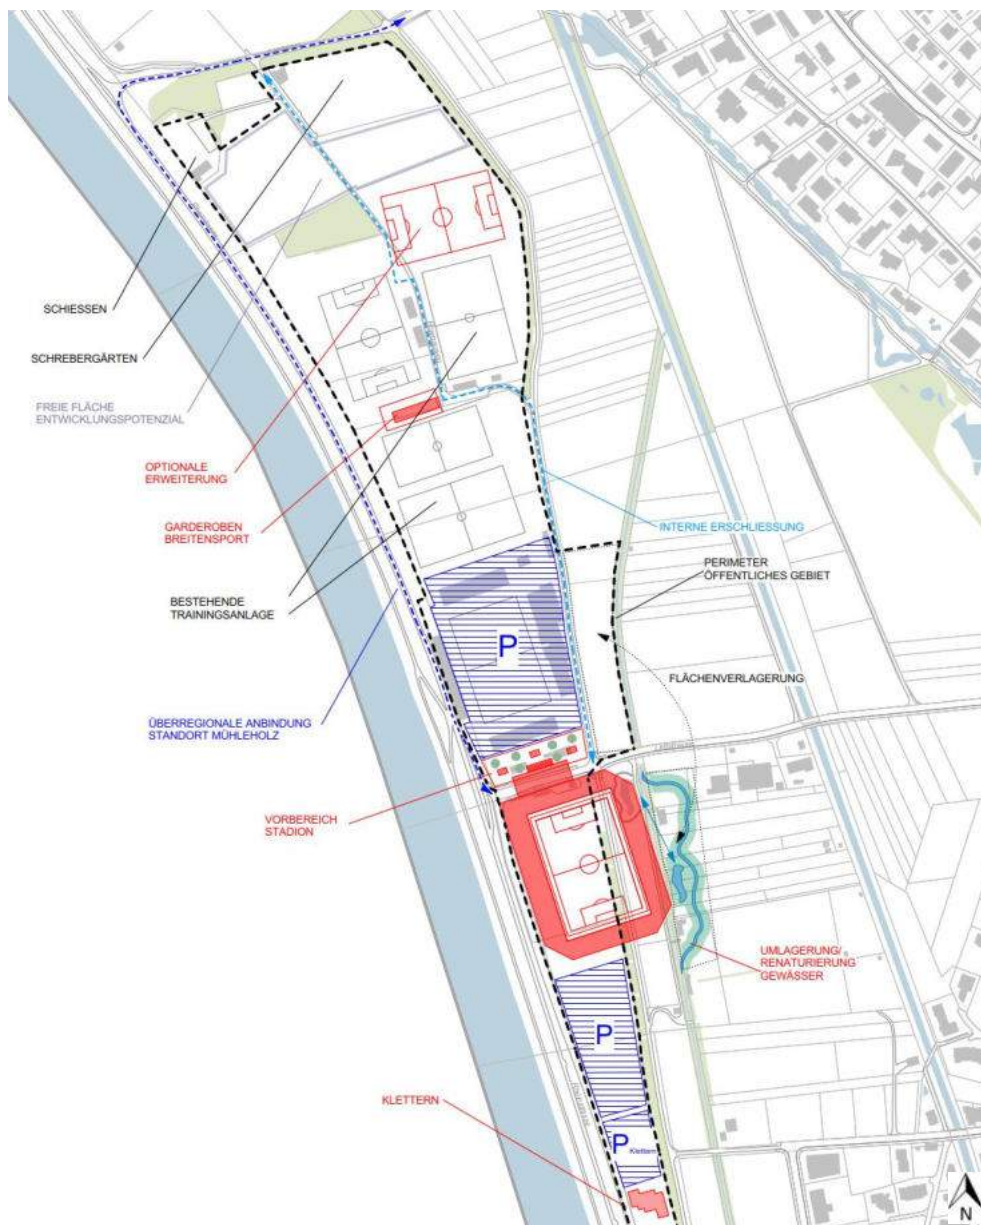 SCHIESSEN
SCHREBERGÄRTEN
FREIE FLÄCHE
ENTWICKLUNGSPOTENZIAL
OPTIONALE
ERWEITERUNG
GARDEROBEN
BREITENSPORT
INTERNE ERSCHLIESSUNG
PERIMETER
ÖFFENTLICHES GEBIET
BESTEHENDE
TRAININGSANLAGE
P
FLÄCHENVERLAGERUNG
ÜBERREGIONALE ANBINDUNG
STANDORT MÜHLEHOLZ
VORBEREICH
STADION
UMLAGERUNG/
RENATURIERUNG
GEWÄSSER
P
KLETTERN
P Klettern
N